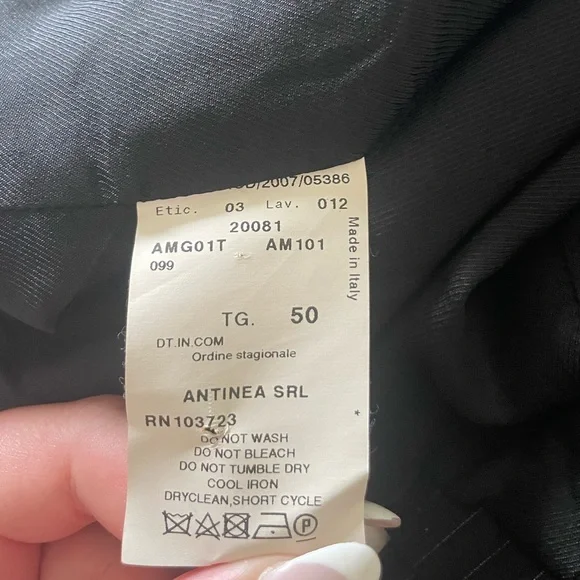 /2007/05386
Etic. 03 Lav. 012
20081
AMG01T AM101
099
Made in Italy
TG. 50
DT.IN.COM
Ordine stagionale
ANTINEA SRL
RN103723
*
DO NOT WASH
DO NOT BLEACH
DO NOT TUMBLE DRY
COOL IRON
DRYCLEAN,SHORT CYCLE
P